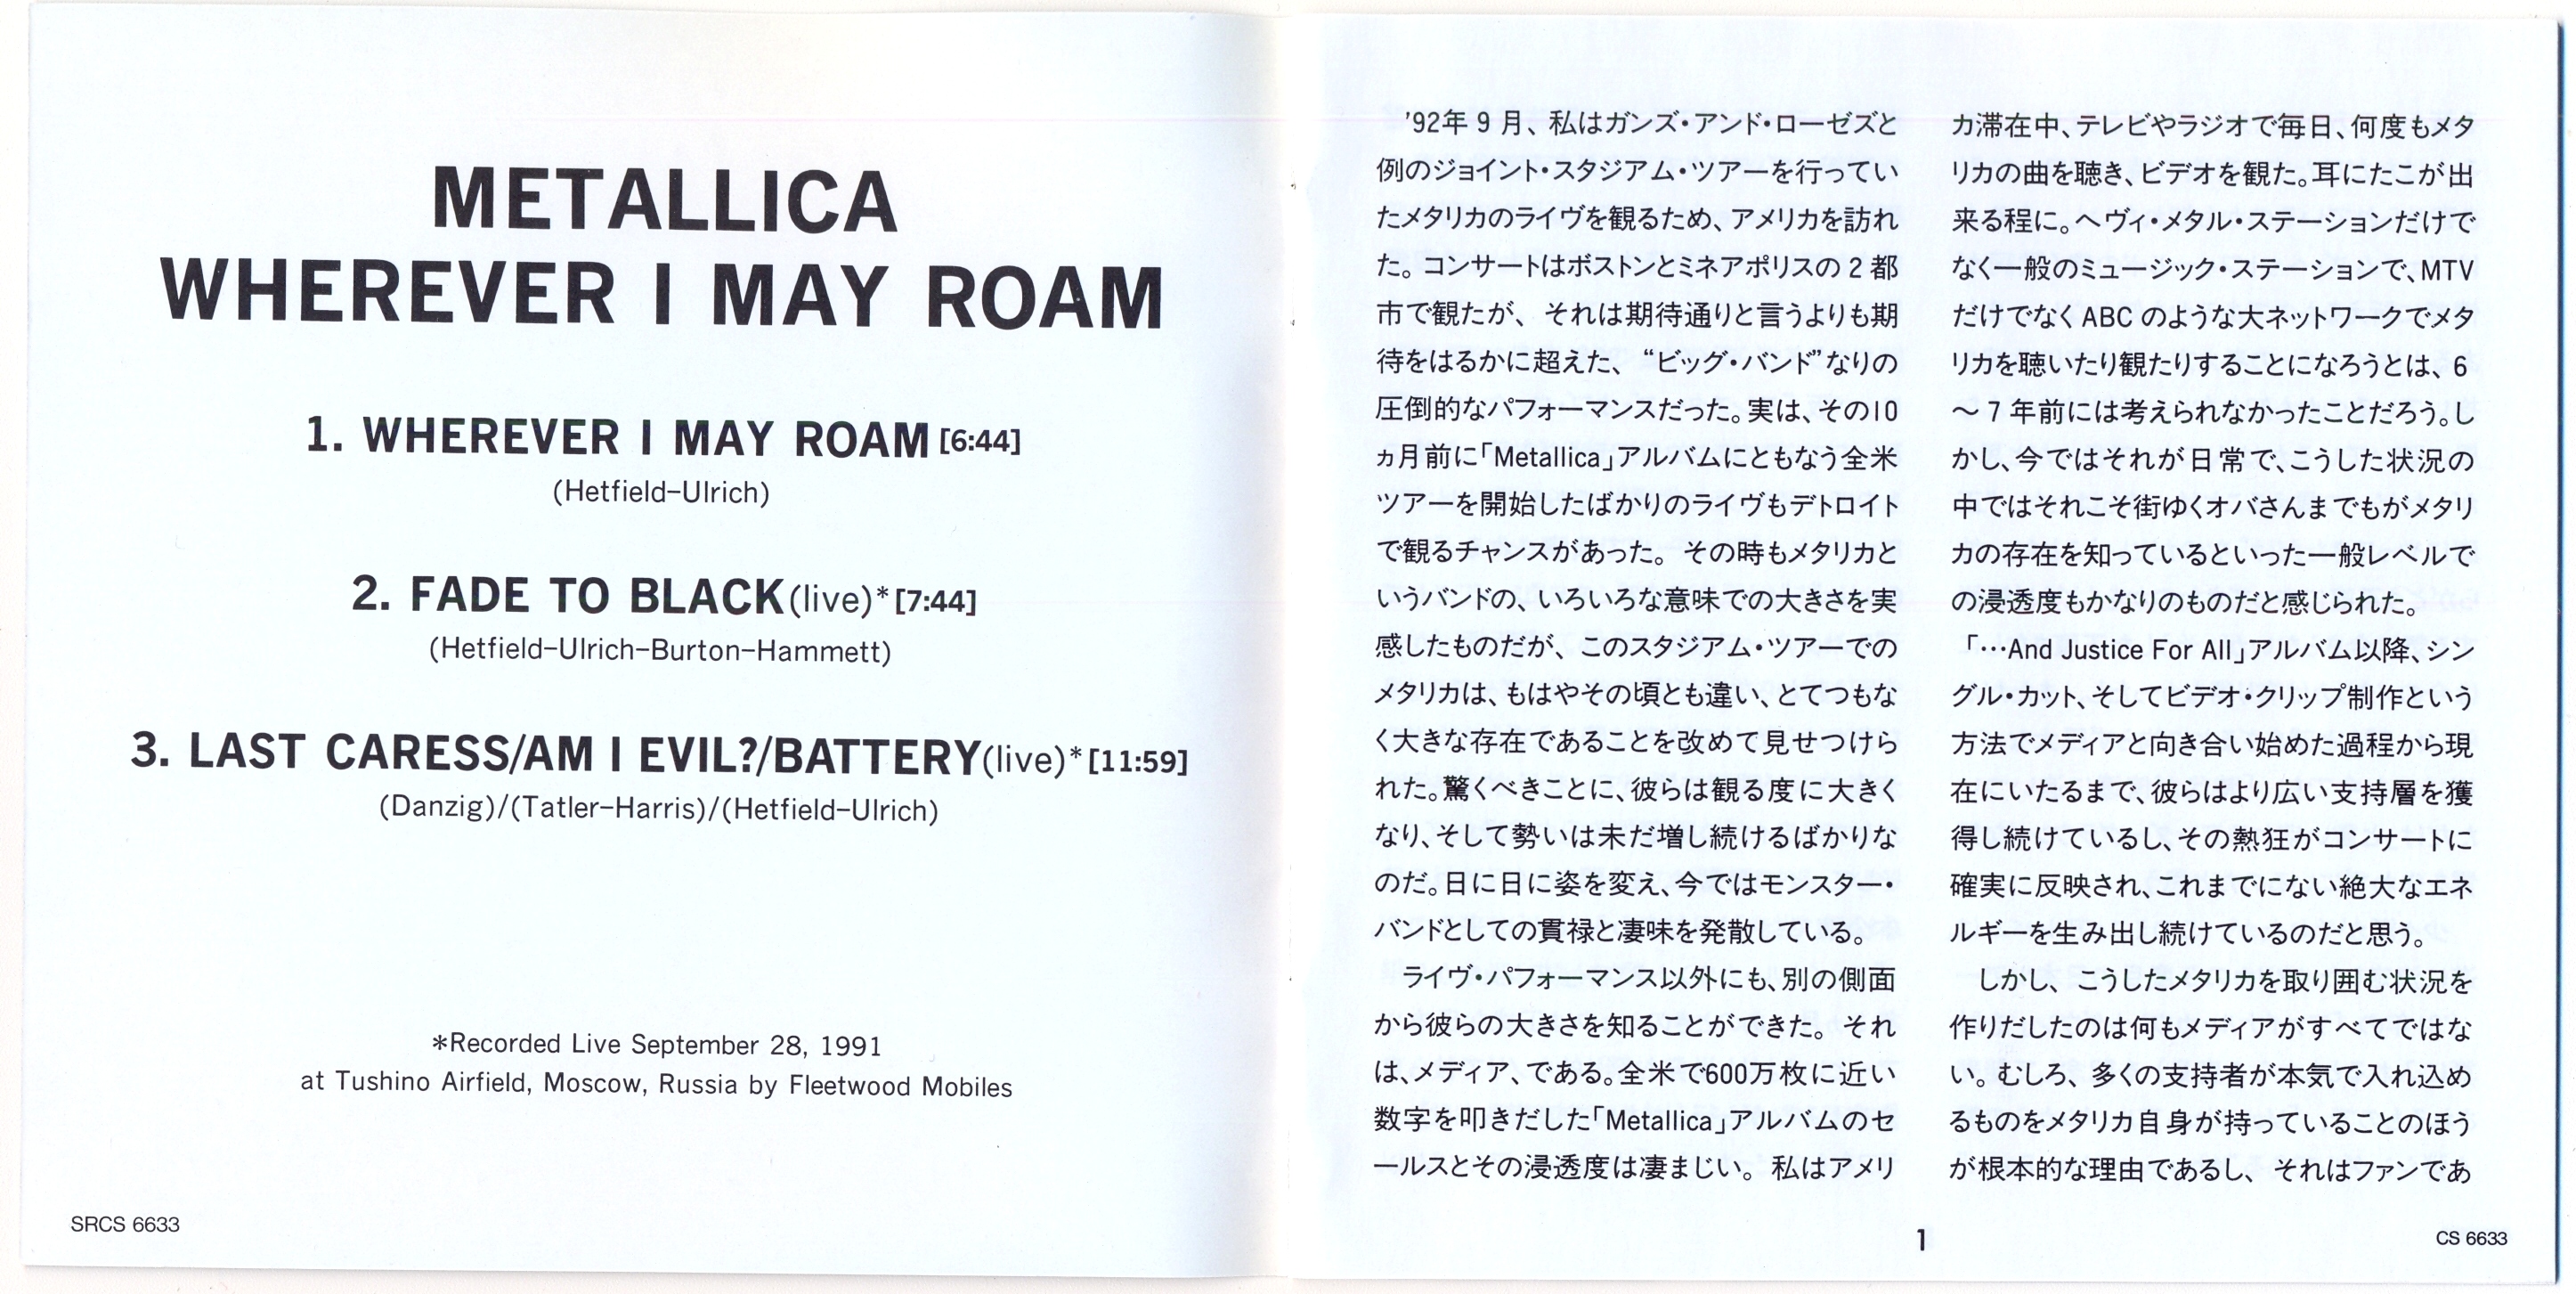 METALLICA
WHEREVER I MAY ROAM
1. WHEREVER I MAY ROAM [6:44]
(Hetfield–Ulrich)
2. FADE TO BLACK(live)*[7:44]
(Hetfield–Ulrich–Burton–Hammett)
3. LAST CARESS/AM I EVIL?/BATTERY(live)*[11:59]
(Danzig)/(Tatler–Harris)/(Hetfield–Ulrich)
*Recorded Live September 28, 1991
at Tushino Airfield, Moscow, Russia by Fleetwood Mobiles
SRCS 6633
'92年9月、私はガンズ・アンド・ローゼズと
例のジョイント・スタジアム・ツアーを行ってい
たメタリカのライヴを観るため、アメリカを訪れ
た。コンサートはボストンとミネアポリスの2都
市で観たが、それは期待通りと言うよりも期
待をはるかに超えた、“ビッグ・バンド”なりの
圧倒的なパフォーマンスだった。実は、その10
ヵ月前に「Metallica」アルバムにともなう全米
ツアーを開始したばかりのライヴもデトロイト
で観るチャンスがあった。その時もメタリカと
いうバンドの、いろいろな意味での大きさを実
感したものだが、このスタジアム・ツアーでの
メタリカは、もはやその頃とも違い、とてつもな
く大きな存在であることを改めて見せつけら
れた。驚くべきことに、彼らは観る度に大きく
なり、そして勢いは未だ増し続けるばかりな
のだ。日に日に姿を変え、今ではモンスター・
バンドとしての貫禄と凄味を発散している。
ライヴ・パフォーマンス以外にも、別の側面
から彼らの大きさを知ることができた。それ
は、メディア、である。全米で600万枚に近い
数字を叩きだした「Metallica」アルバムのセ
ールスとその浸透度は凄まじい。私はアメリ
カ滞在中、テレビやラジオで毎日、何度もメタ
リカの曲を聴き、ビデオを観た。耳にたこが出
来る程に。ヘヴィ・メタル・ステーションだけで
なく一般のミュージック・ステーションで、MTV
だけでなくABCのような大ネットワークでメタ
リカを聴いたり観たりすることになろうとは、6
〜7年前には考えられなかったことだろう。し
かし、今ではそれが日常で、こうした状況の
中ではそれこそ街ゆくオバさんまでもがメタリ
カの存在を知っているといった一般レベルで
の浸透度もかなりのものだと感じられた。
「…And Justice For All」アルバム以降、シン
グル・カット、そしてビデオ・クリップ制作という
方法でメディアと向き合い始めた過程から現
在にいたるまで、彼らはより広い支持層を獲
得し続けているし、その熱狂がコンサートに
確実に反映され、これまでにない絶大なエネ
ルギーを生み出し続けているのだと思う。
しかし、こうしたメタリカを取り囲む状況を
作りだしたのは何もメディアがすべてではな
い。むしろ、多くの支持者が本気で入れ込め
るものをメタリカ自身が持っていることのほう
が根本的な理由であるし、それはファンであ
1
CS 6633